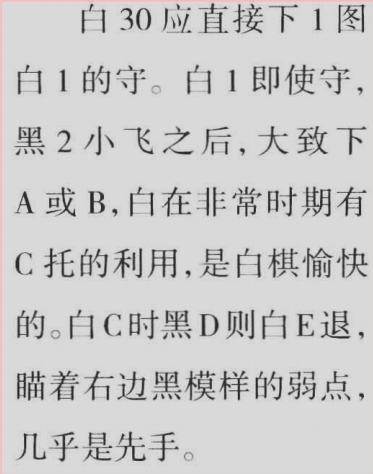 白 30 应直接下 1 图
白 1 的守。白 1 即使守,
黑 2 小飞之后,大致下
A 或 B,白在非常时期有
C 托的利用,是白棋愉快
的。白C时黑D则白E退,
瞄着右边黑模样的弱点,
几乎是先手。